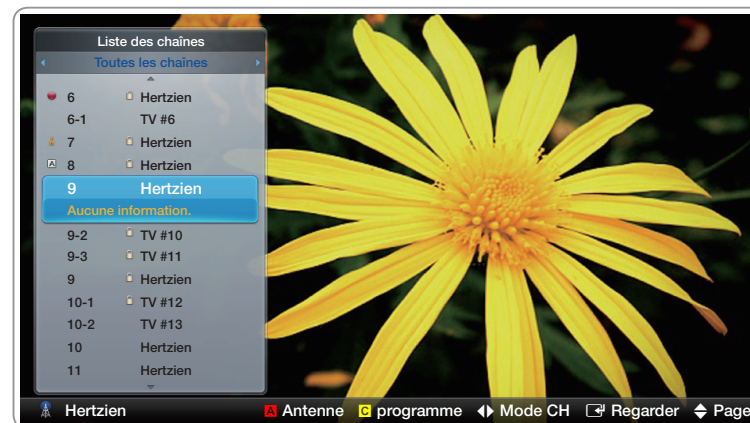 Liste des chaînes
Toutes les chaînes
6 Hertzien
6-1 TV #6
7 Hertzien
A 8 Hertzien
9 Hertzien
Aucune information.
9-2 TV #10
9-3 TV #11
9 Hertzien
10-1 TV #12
10-2 TV #13
10 Hertzien
11 Hertzien
Hertzien A Antenne C programme Mode CH Regarder Page